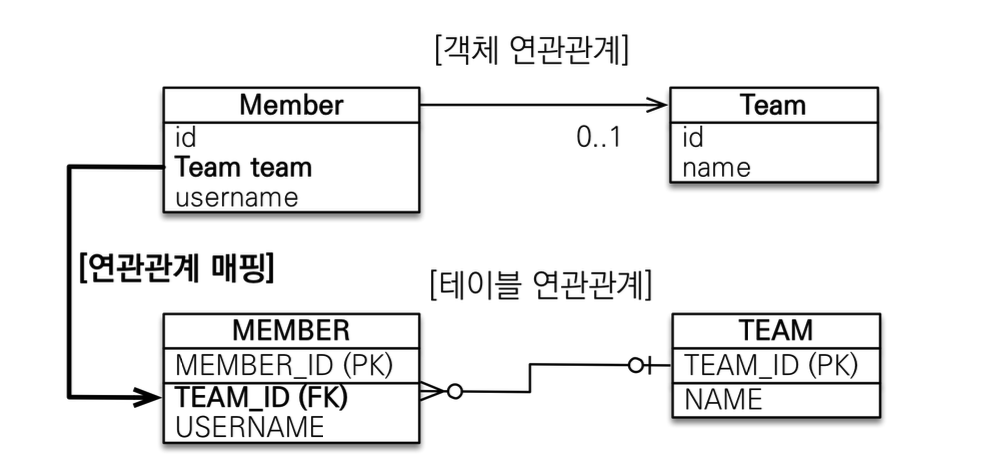 [객체 연관관계]
Member
id
Team team
username
0..1
Team
id
name
[연관관계 매핑]
[테이블 연관관계]
MEMBER
MEMBER_ID (PK)
TEAM_ID (FK)
USERNAME
TEAM
TEAM_ID (PK)
NAME